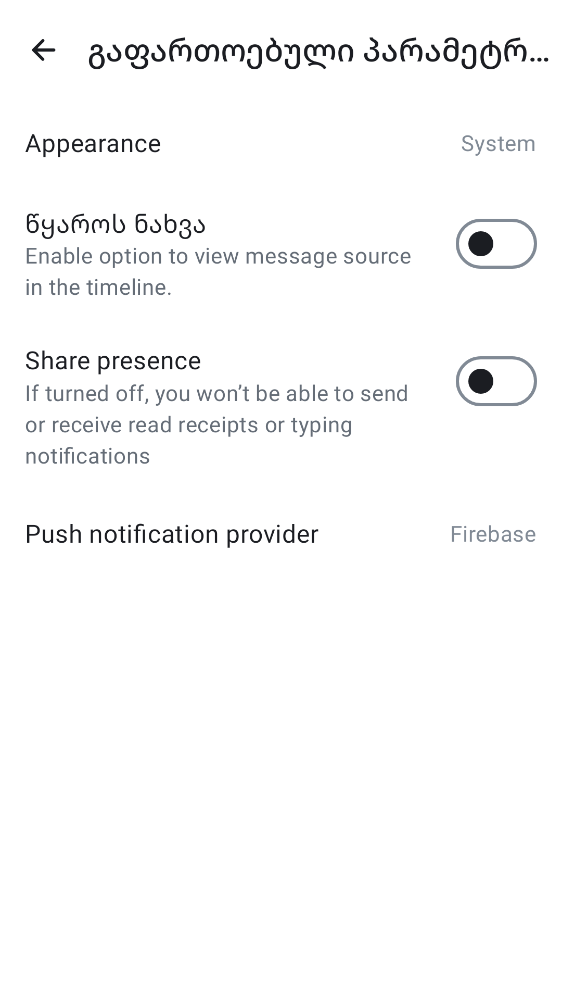 გაფართოებული პარამეტრ...
Appearance
System
წყაროს ნახვა
Enable option to view message source
in the timeline.
Share presence
If turned off, you won’t be able to send
or receive read receipts or typing
notifications
Push notification provider
Firebase